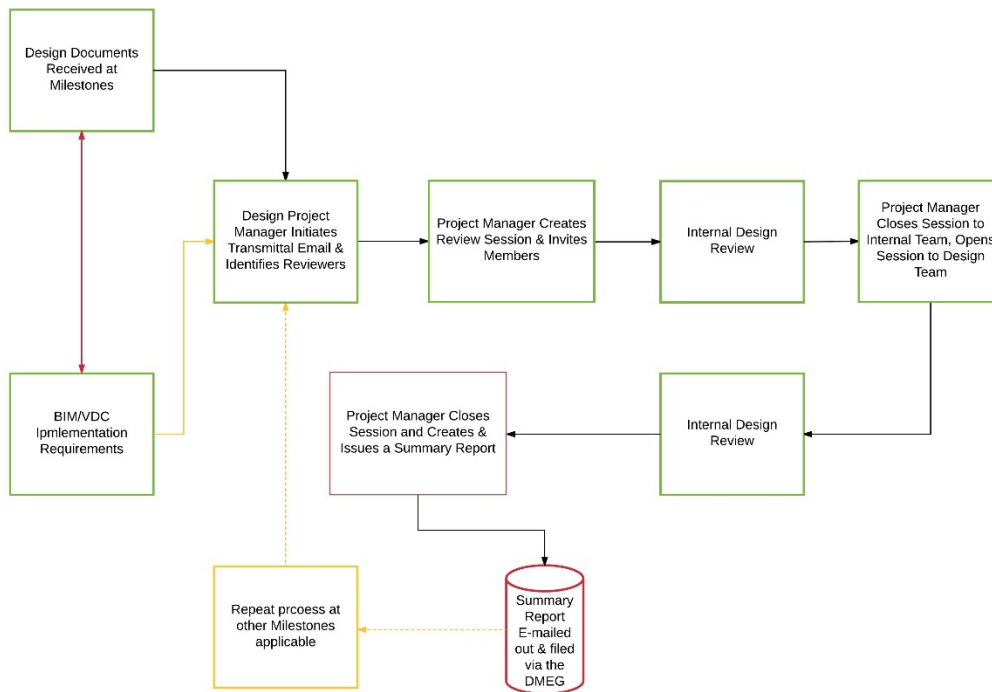 Design Documents
Received at
Milestones
Design Project
Manager Initiates
Transmittal Email &
Identifies Reviewers
Project Manager Creates
Review Session & Invites
Members
Internal Design
Review
Project Manager
Closes Session to
Internal Team, Opens
Session to Design
Team
BIM/VDC
Ipmlementation
Requirements
Project Manager Closes
Session and Creates &
Issues a Summary Report
Internal Design
Review
Repeat prcoess at
other Milestones
applicable
Summary
Report
E-mailed
out & filed
via the
DMEG